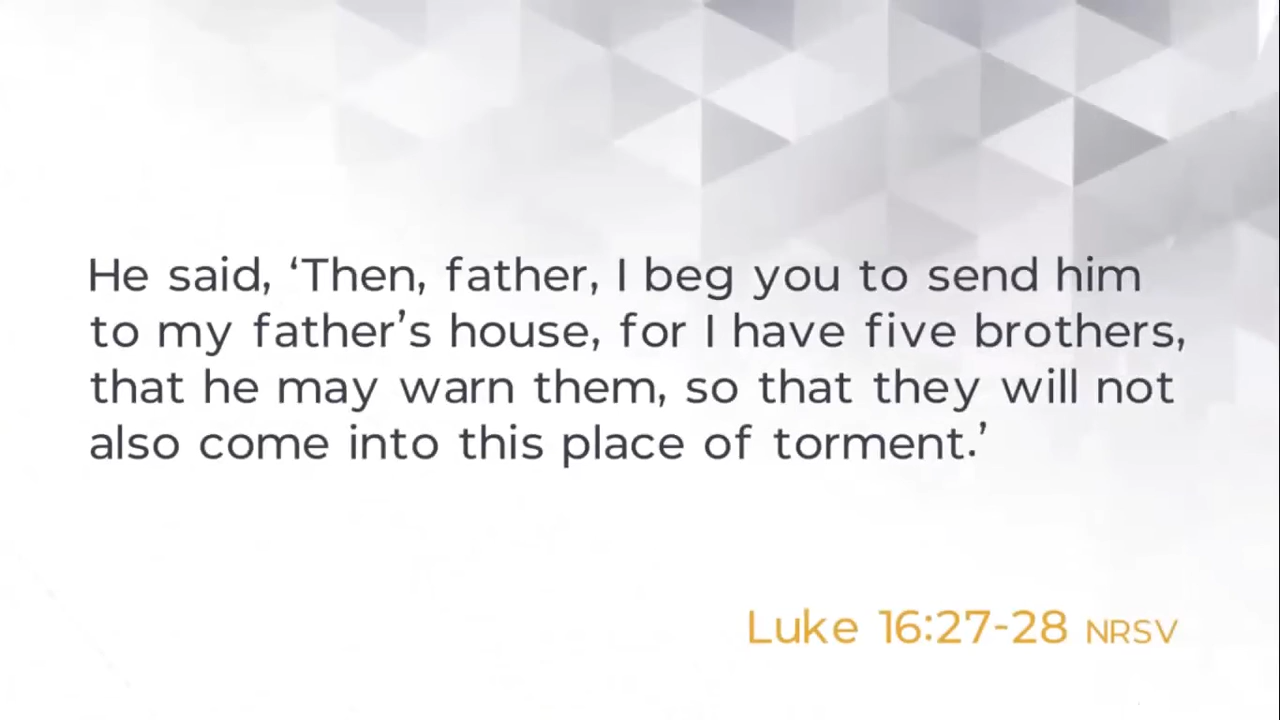 He said, ‘Then, father, I beg you to send him
to my father’s house, for I have five brothers,
that he may warn them, so that they will not
also come into this place of torment.’
Luke 16:27-28 NRSV